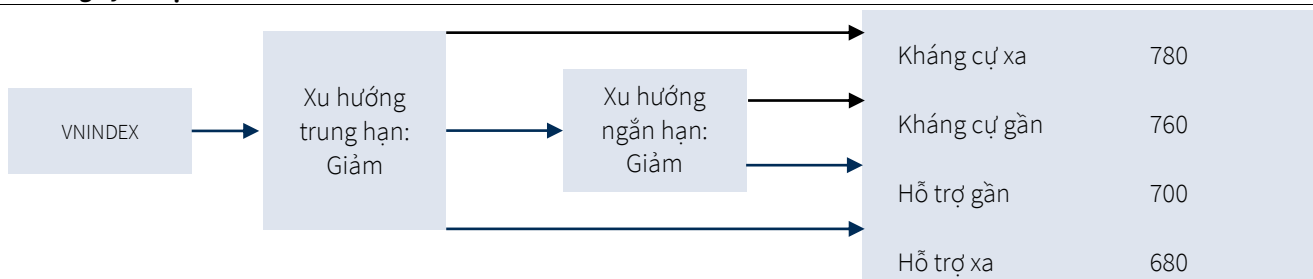 VNINDEX
Xu hướng
trung hạn:
Giảm
Xu hướng
ngắn hạn:
Giảm
Kháng cự xa 780
Kháng cự gần 760
Hỗ trợ gần 700
Hỗ trợ xa 680